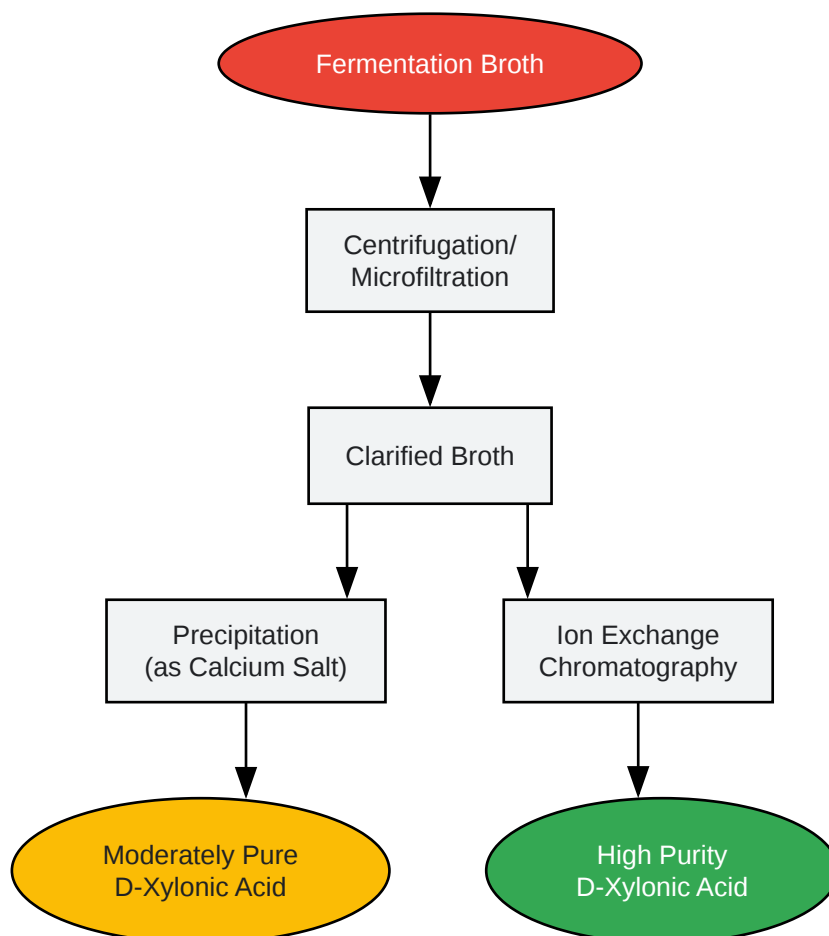 Fermentation Broth
Centrifugation/
Microfiltration
Clarified Broth
Precipitation
(as Calcium Salt)
Ion Exchange
Chromatography
Moderately Pure
D-Xylonic Acid
High Purity
D-Xylonic Acid